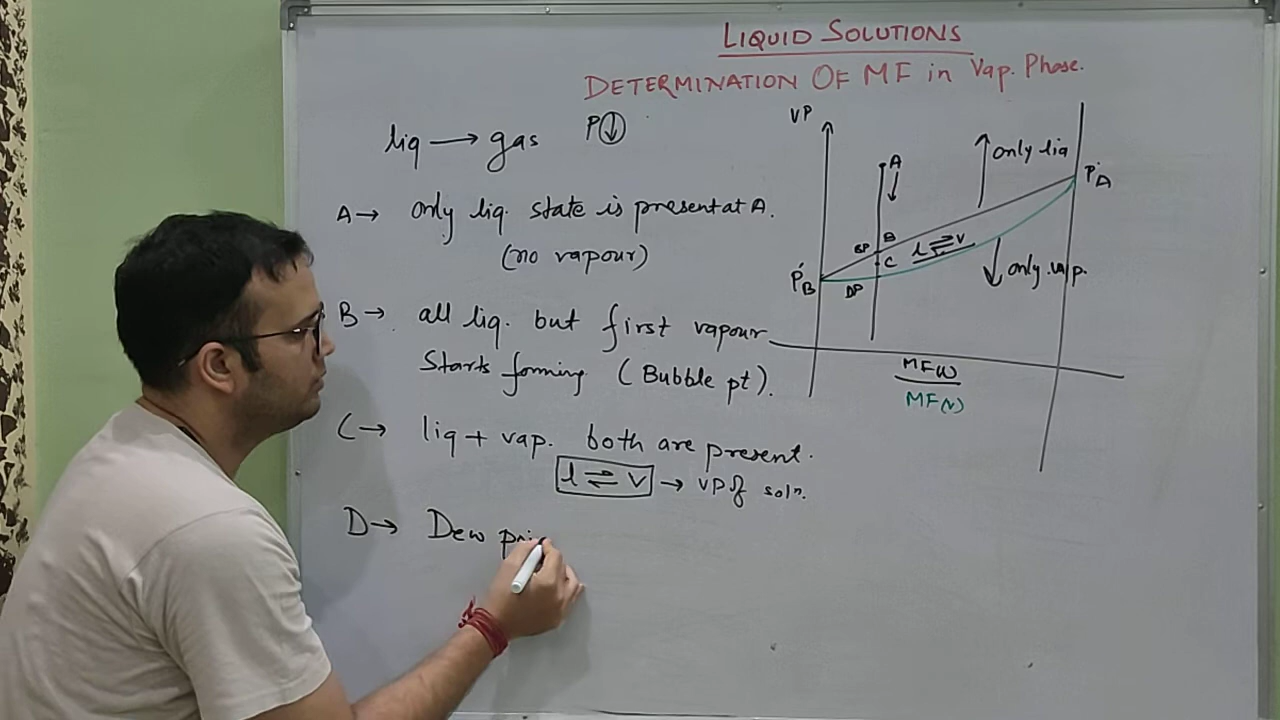 LIQUID SOLUTIONS
DETERMINATION OF MF in Vap. Phase.
liq → gas P↓
A → only liq. state is present at A.
(no vapour)
B → all liq. but first vapour
Starts forming (Bubble pt).
C → liq + vap. both are present.
l ⇌ v → VP of soln.
D → Dew poi
VP
A
only liq
P°A
BP B
l ⇌ v
C
P°B
DP
only vap.
MF(l)
MF(v)